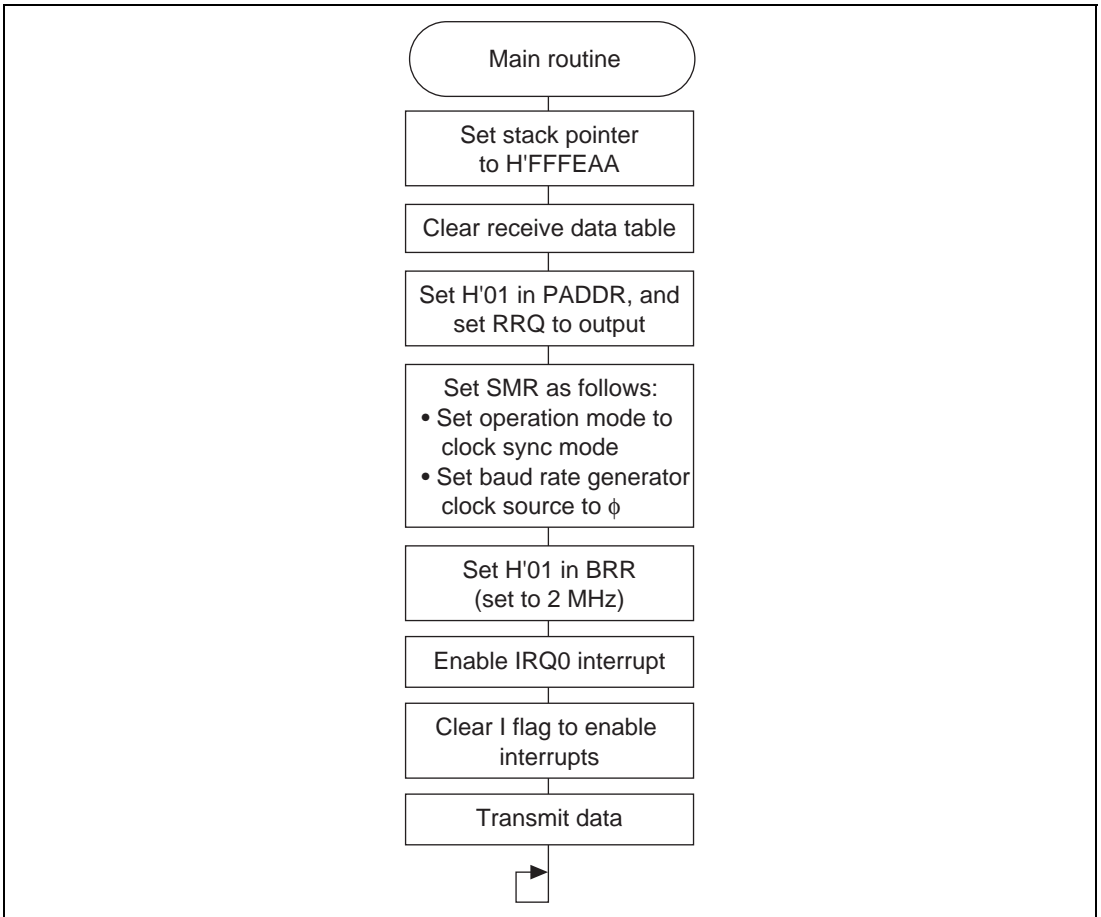 Main routine
Set stack pointer
to H'FFFEAA
Clear receive data table
Set H'01 in PADDR, and
set RRQ to output
Set SMR as follows:
• Set operation mode to
clock sync mode
• Set baud rate generator
clock source to ϕ
Set H'01 in BRR
(set to 2 MHz)
Enable IRQ0 interrupt
Clear I flag to enable
interrupts
Transmit data